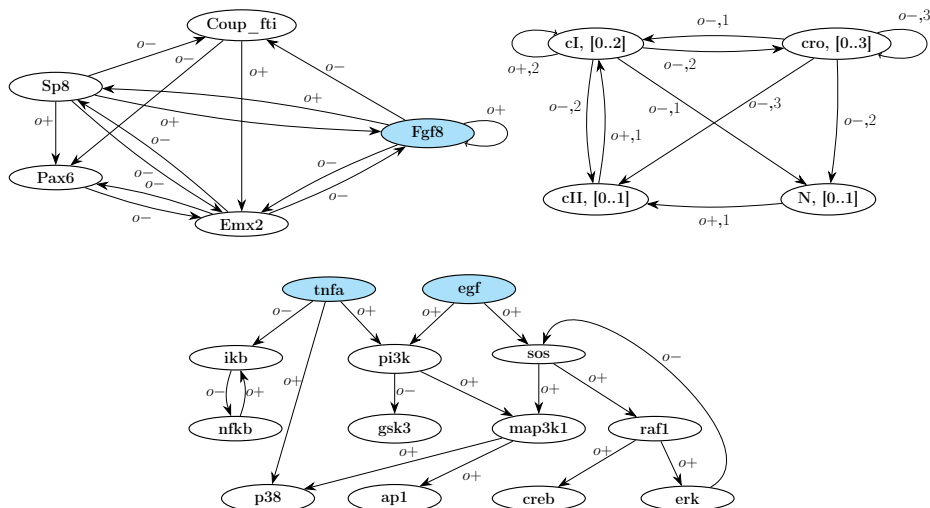 Coup_fti
o−
o−
o+
o−
Sp8
o+
o+
o+
o+
Fgf8
o−
o−
o−
o−
o−
Pax6
o−
Emx2
o−,1
o−,3
cI, [0..2]
cro, [0..3]
o+,2
o−,2
o−,2
o−,1
o−,3
o−,2
o+,1
cII, [0..1]
N, [0..1]
o+,1
tnfa
egf
o−
o+
o+
o+
ikb
pi3k
sos
o−
o−
o+
o+
o−
o+
o+
o+
nfkb
gsk3
map3k1
raf1
o+
o+
o+
o+
p38
ap1
creb
erk